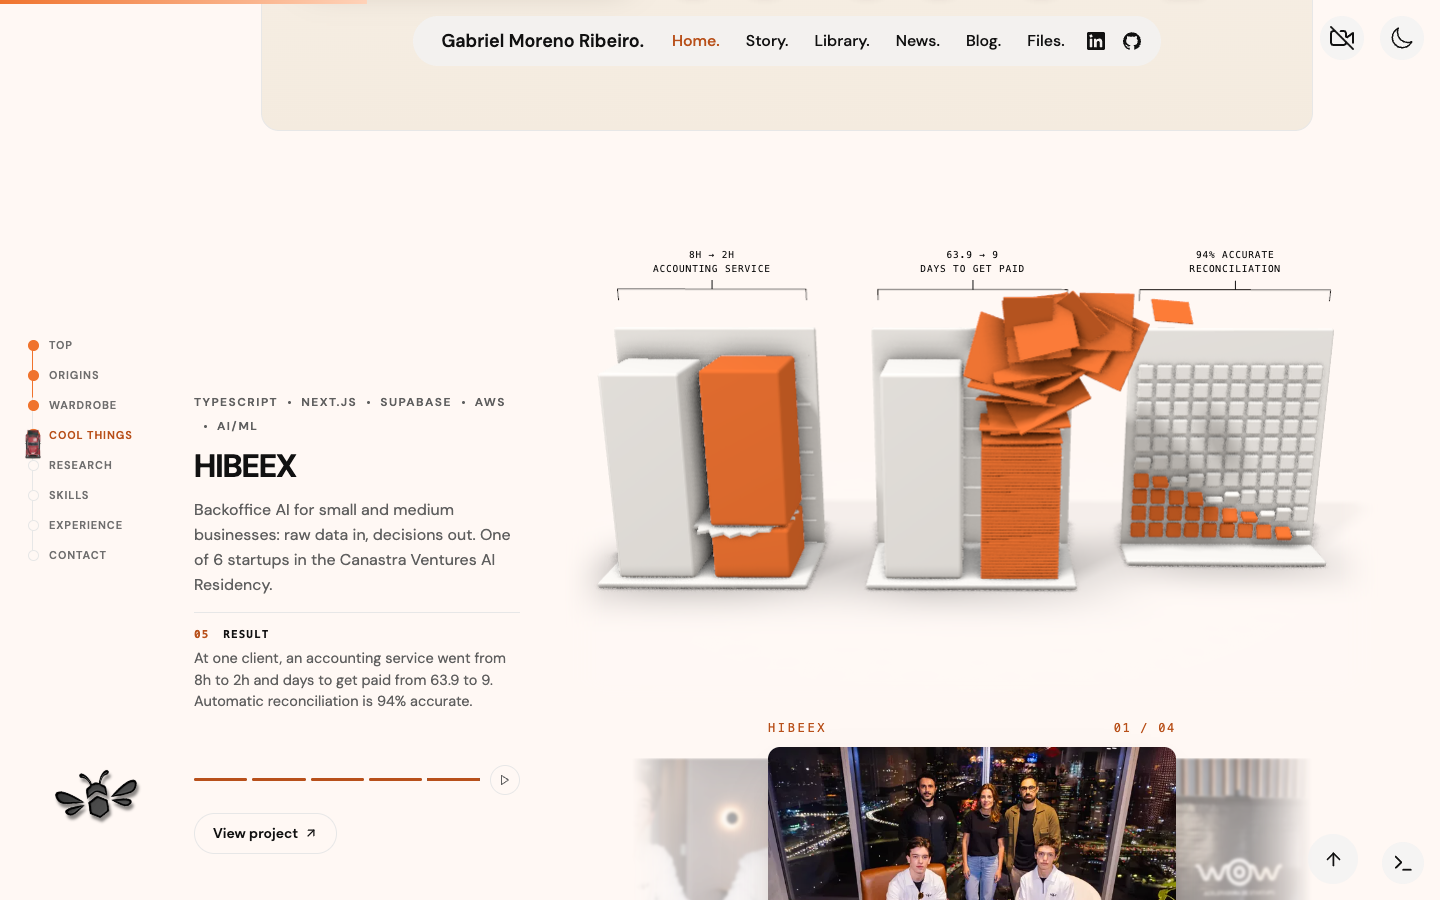 Gabriel Moreno Ribeiro. Home. Story. Library. News. Blog. Files.
8H → 2H
ACCOUNTING SERVICE
63.9 → 9
DAYS TO GET PAID
94% ACCURATE
RECONCILIATION
TOP
ORIGINS
WARDROBE
COOL THINGS
RESEARCH
SKILLS
EXPERIENCE
CONTACT
TYPESCRIPT • NEXT.JS • SUPABASE • AWS
• AI/ML
HIBEEX
Backoffice AI for small and medium
businesses: raw data in, decisions out. One
of 6 startups in the Canastra Ventures AI
Residency.
05 RESULT
At one client, an accounting service went from
8h to 2h and days to get paid from 63.9 to 9.
Automatic reconciliation is 94% accurate.
View project
HIBEEX 01 / 04
WOW